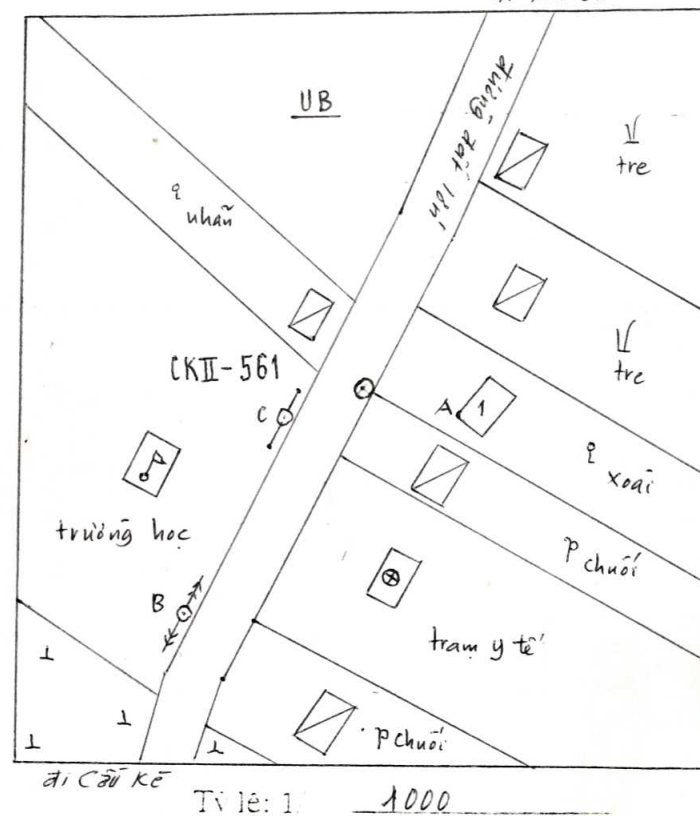 UB
đường đất 18m
V
tre
nhãn
V
tre
CKII-561
C
A
1
xoài
P chuối
trường học
B
trạm y tế
P chuối
đi Cầu Kè
Tỷ lệ: 1/ 1000